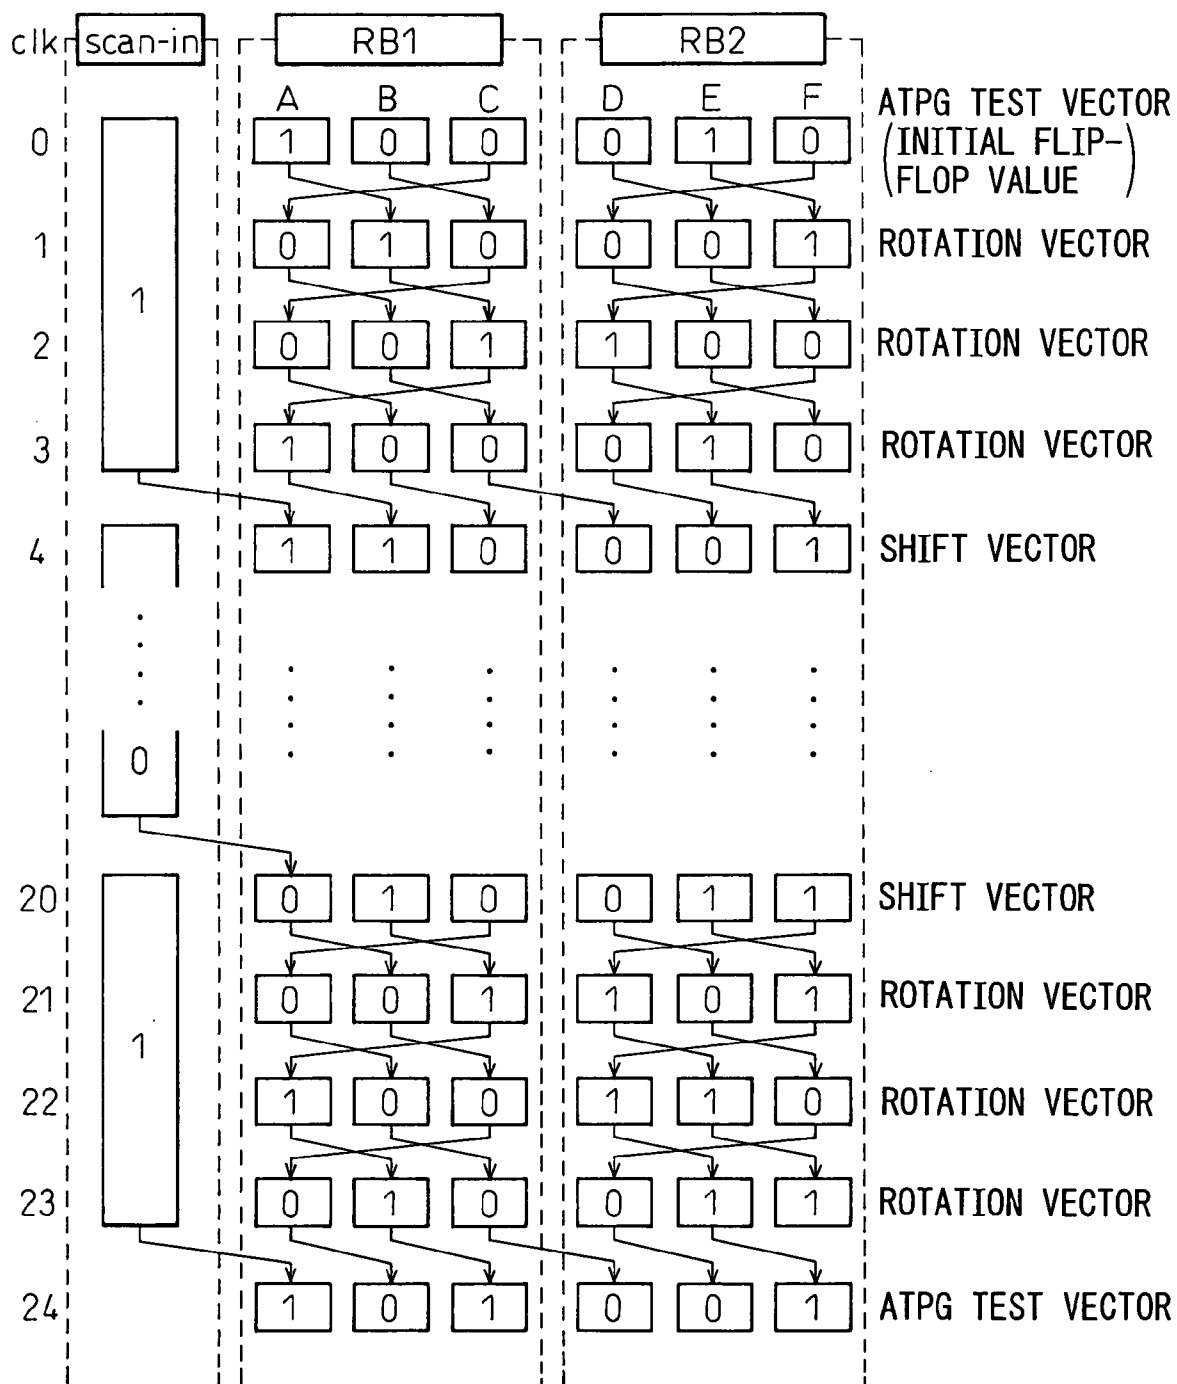 clk scan-in RB1 RB2
A B C D E F
ATPG TEST VECTOR
(INITIAL FLIP-
FLOP VALUE)
0 1 0 0 0 1 0
1 0 1 0 0 0 1 ROTATION VECTOR
1
2 0 0 1 1 0 0 ROTATION VECTOR
3 1 0 0 0 1 0 ROTATION VECTOR
4 1 1 0 0 0 1 SHIFT VECTOR
0
20 0 1 0 0 1 1 SHIFT VECTOR
21 0 0 1 1 0 1 ROTATION VECTOR
1
22 1 0 0 1 1 0 ROTATION VECTOR
23 0 1 0 0 1 1 ROTATION VECTOR
24 1 0 1 0 0 1 ATPG TEST VECTOR